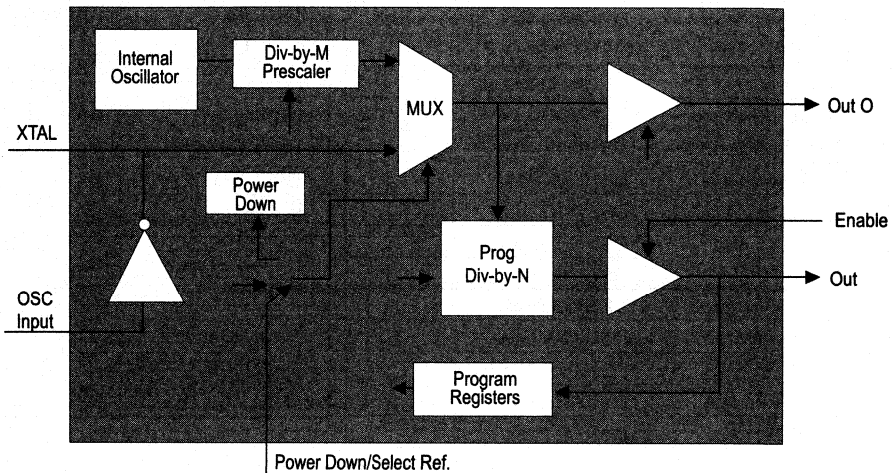 Internal
Oscillator
Div-by-M
Prescaler
MUX
Out O
XTAL
Power
Down
Enable
Prog
Div-by-N
Out
OSC
Input
Program
Registers
Power Down/Select Ref.